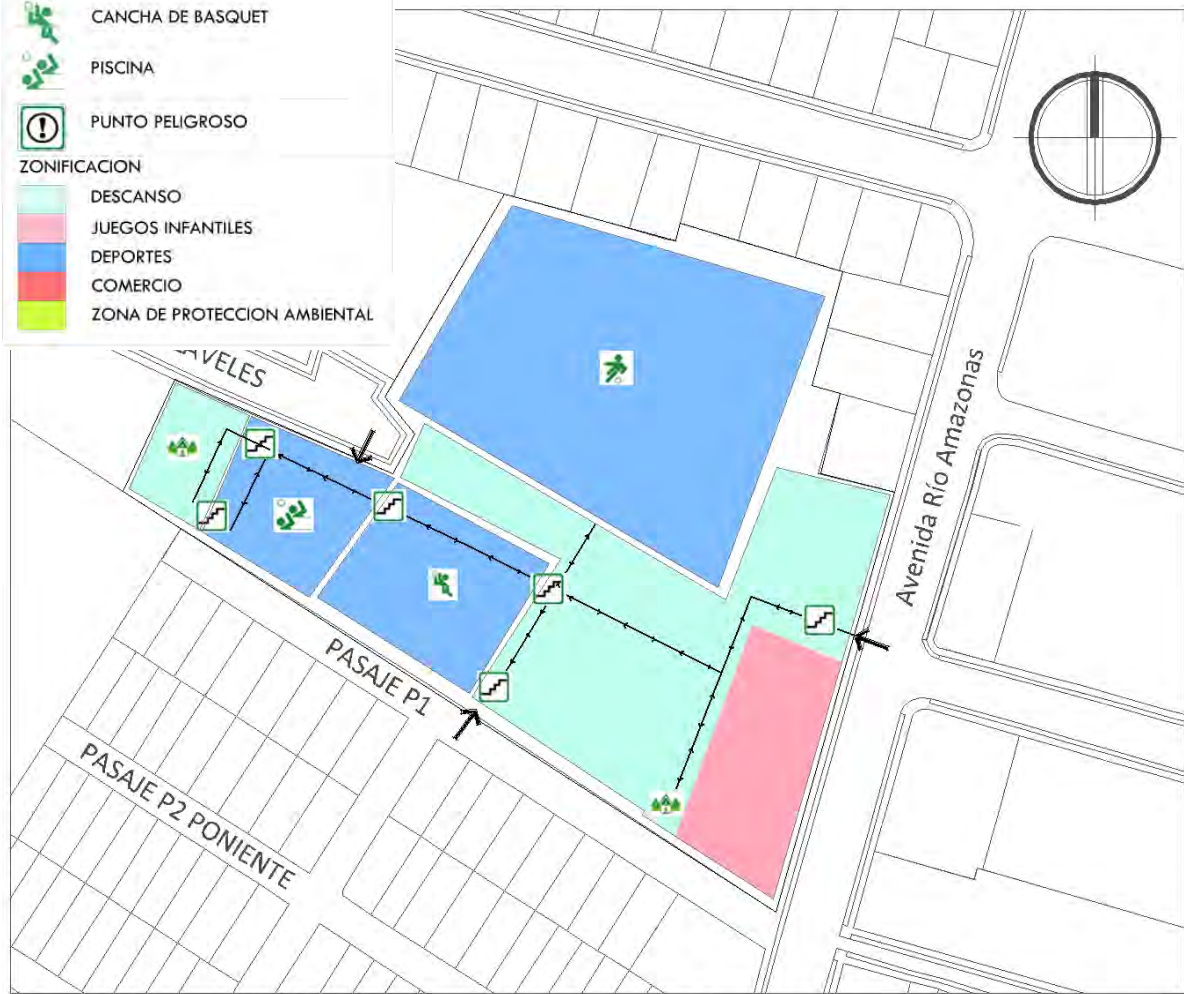 CANCHA DE BASQUET
PISCINA
PUNTO PELIGROSO
ZONIFICACION
DESCANSO
JUEGOS INFANTILES
DEPORTES
COMERCIO
ZONA DE PROTECCION AMBIENTAL
AVELES
Avenida Río Amazonas
PASAJE P1
PASAJE P2 PONIENTE